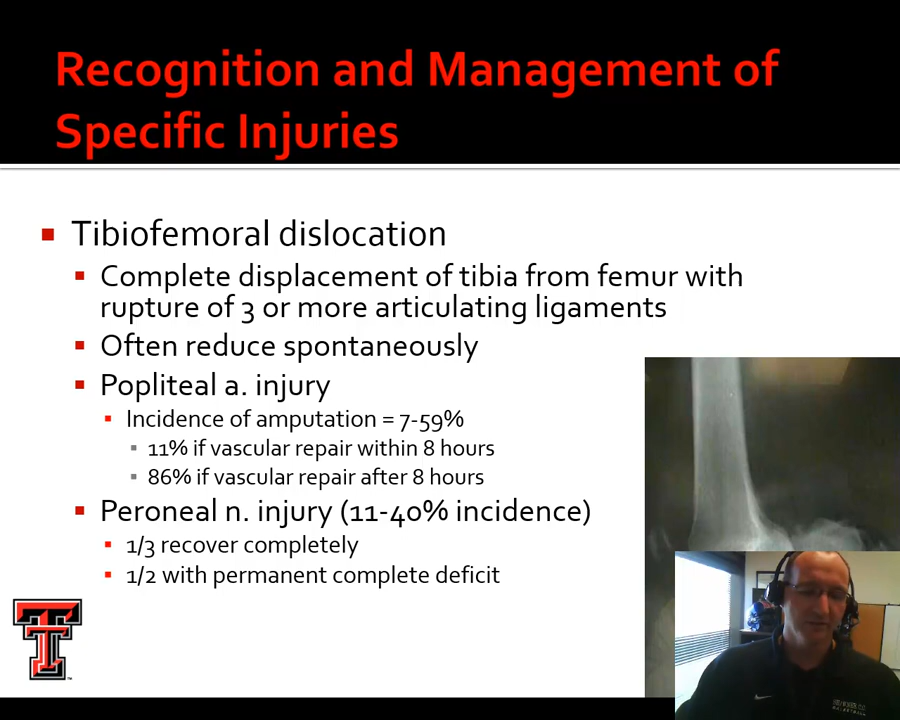 Recognition and Management of
Specific Injuries
Tibiofemoral dislocation
Complete displacement of tibia from femur with
rupture of 3 or more articulating ligaments
Often reduce spontaneously
Popliteal a. injury
Incidence of amputation = 7-59%
11% if vascular repair within 8 hours
86% if vascular repair after 8 hours
Peroneal n. injury (11-40% incidence)
1/3 recover completely
1/2 with permanent complete deficit